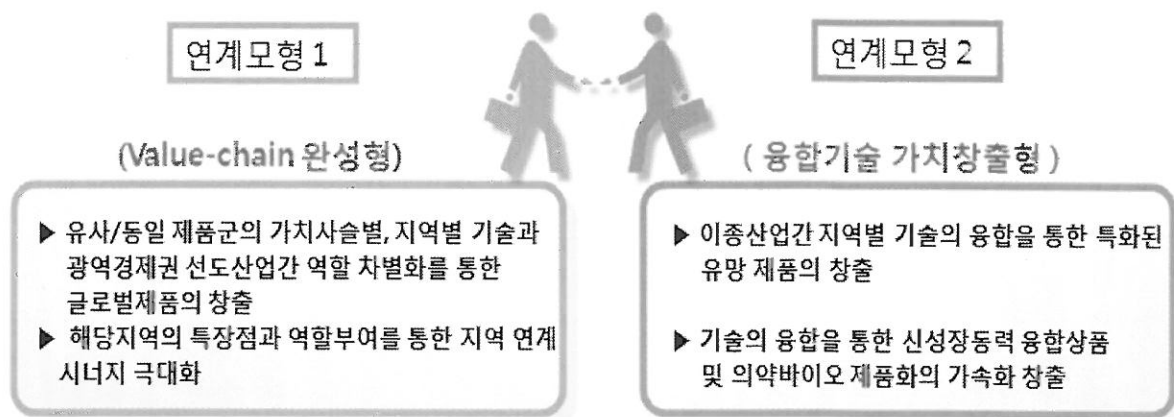 연계모형 1
(Value-chain 완성형)
▶ 유사/동일 제품군의 가치사슬별, 지역별 기술과
광역경제권 선도산업간 역할 차별화를 통한
글로벌제품의 창출
▶ 해당지역의 특장점과 역할부여를 통한 지역 연계
시너지 극대화
연계모형 2
( 융합기술 가치창출형 )
▶ 이종산업간 지역별 기술의 융합을 통한 특화된
유망 제품의 창출
▶ 기술의 융합을 통한 신성장동력 융합상품
및 의약바이오 제품화의 가속화 창출